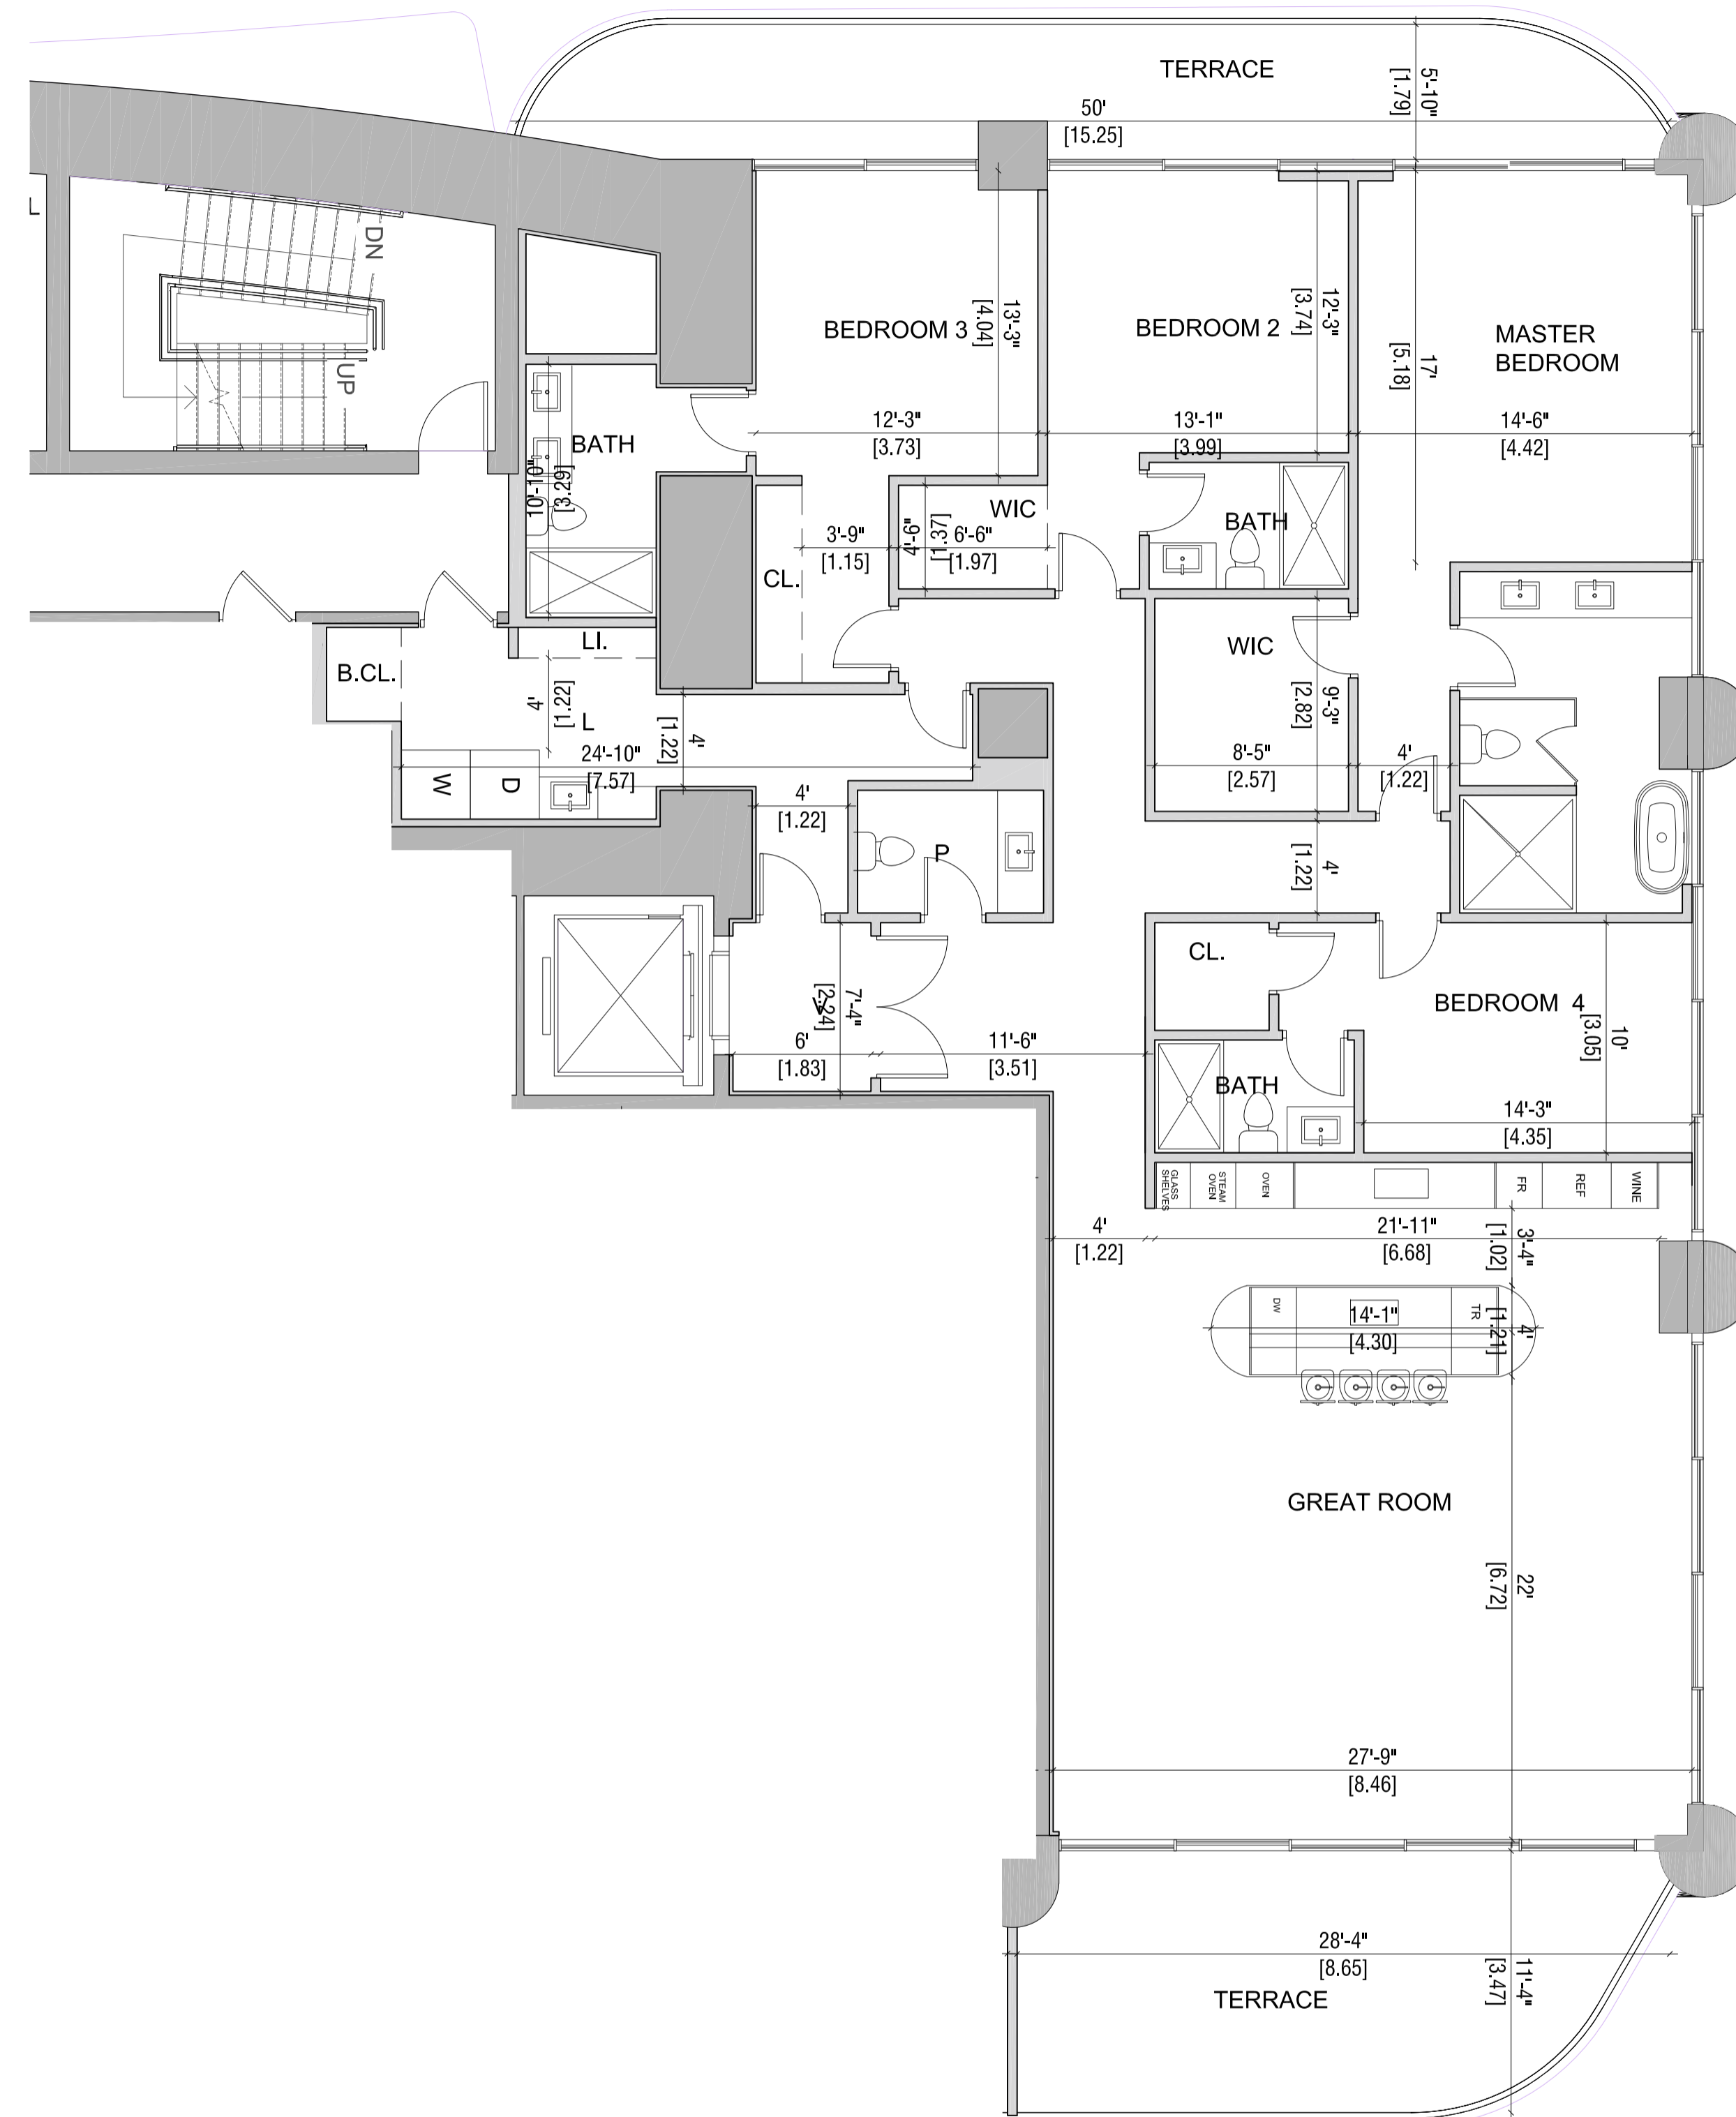 TERRACE
5'-10"
[1.79]
50'
[15.25]
L
DN
UP
BEDROOM 3
13'-3"
[4.04]
BEDROOM 2
12'-3"
[3.74]
MASTER
BEDROOM
17'
[5.18]
12'-3"
[3.73]
13'-1"
[3.99]
14'-6"
[4.42]
BATH
10'-10"
[3.29]
WIC
4'-6"
[1.37]
3'-9"
[1.15]
6'-6"
[1.97]
BATH
CL.
LI.
B.CL.
WIC
4'
[1.22]
L
4'
[1.22]
24'-10"
[7.57]
9'-3"
[2.82]
8'-5"
[2.57]
4'
[1.22]
W
D
4'
[1.22]
P
4'
[1.22]
CL.
V
7'-4"
[2.24]
BEDROOM 4
10'
[3.05]
6'
[1.83]
11'-6"
[3.51]
BATH
14'-3"
[4.35]
GLASS
SHELVES
STEAM
OVEN
OVEN
FR
REF
WINE
4'
[1.22]
21'-11"
[6.68]
3'-4"
[1.02]
DW
14'-1"
[4.30]
TR
4'
[1.21]
GREAT ROOM
22'
[6.72]
27'-9"
[8.46]
28'-4"
[8.65]
11'-4"
[3.47]
TERRACE